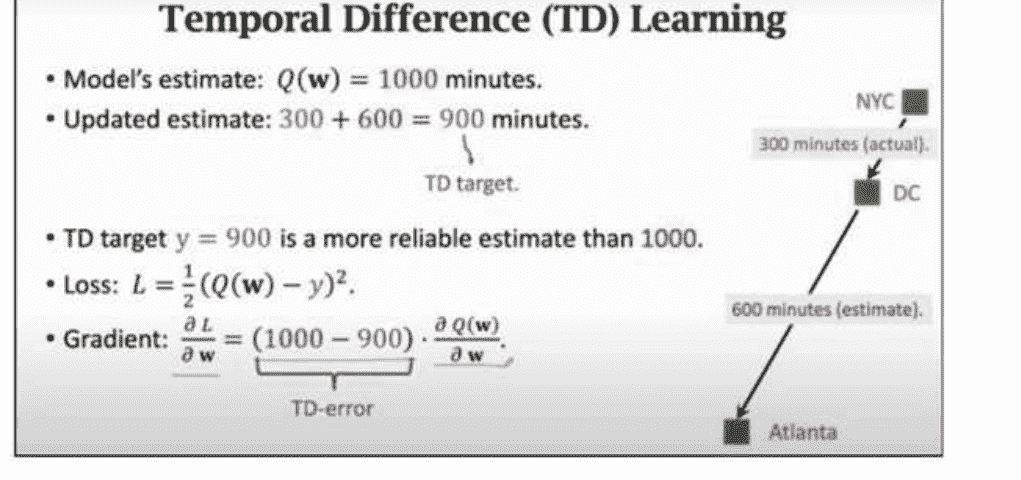 Temporal Difference (TD) Learning
• Model's estimate: Q(w) = 1000 minutes.
• Updated estimate: 300 + 600 = 900 minutes.
TD target.
• TD target y = 900 is a more reliable estimate than 1000.
• Loss: L = 1/2 (Q(w) − y)².
• Gradient: ∂L/∂w = (1000 − 900) · ∂Q(w)/∂w.
TD-error
NYC
300 minutes (actual).
DC
600 minutes (estimate).
Atlanta